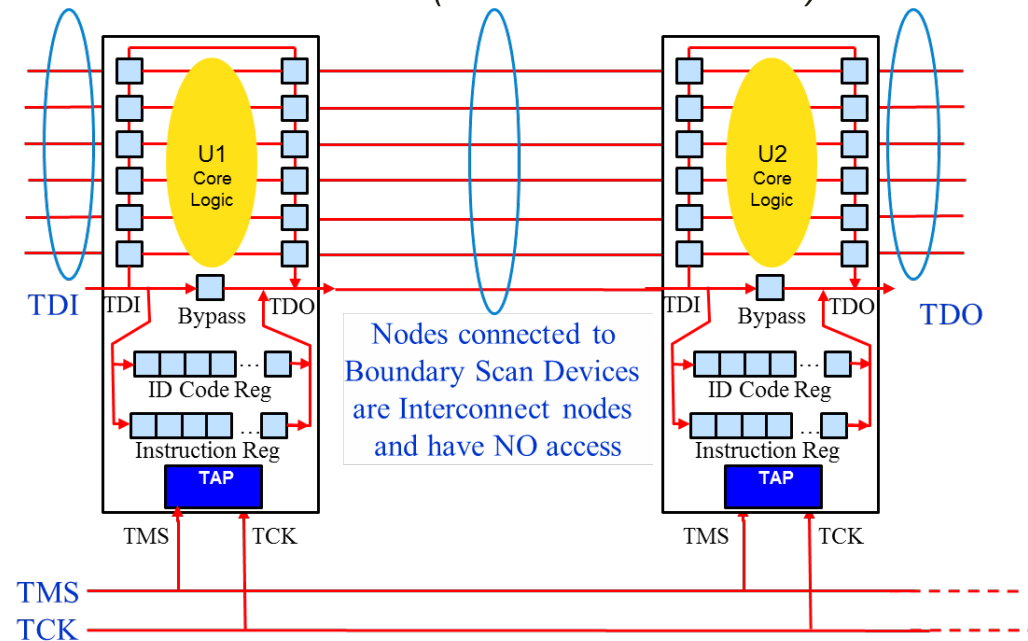 U1
Core
Logic
U2
Core
Logic
TDI
TDI
Bypass
TDO
TDI
Bypass
TDO
TDO
Nodes connected to
Boundary Scan Devices
are Interconnect nodes
and have NO access
...
ID Code Reg
...
Instruction Reg
TAP
...
ID Code Reg
...
Instruction Reg
TAP
TMS
TCK
TMS
TCK
TMS
TCK